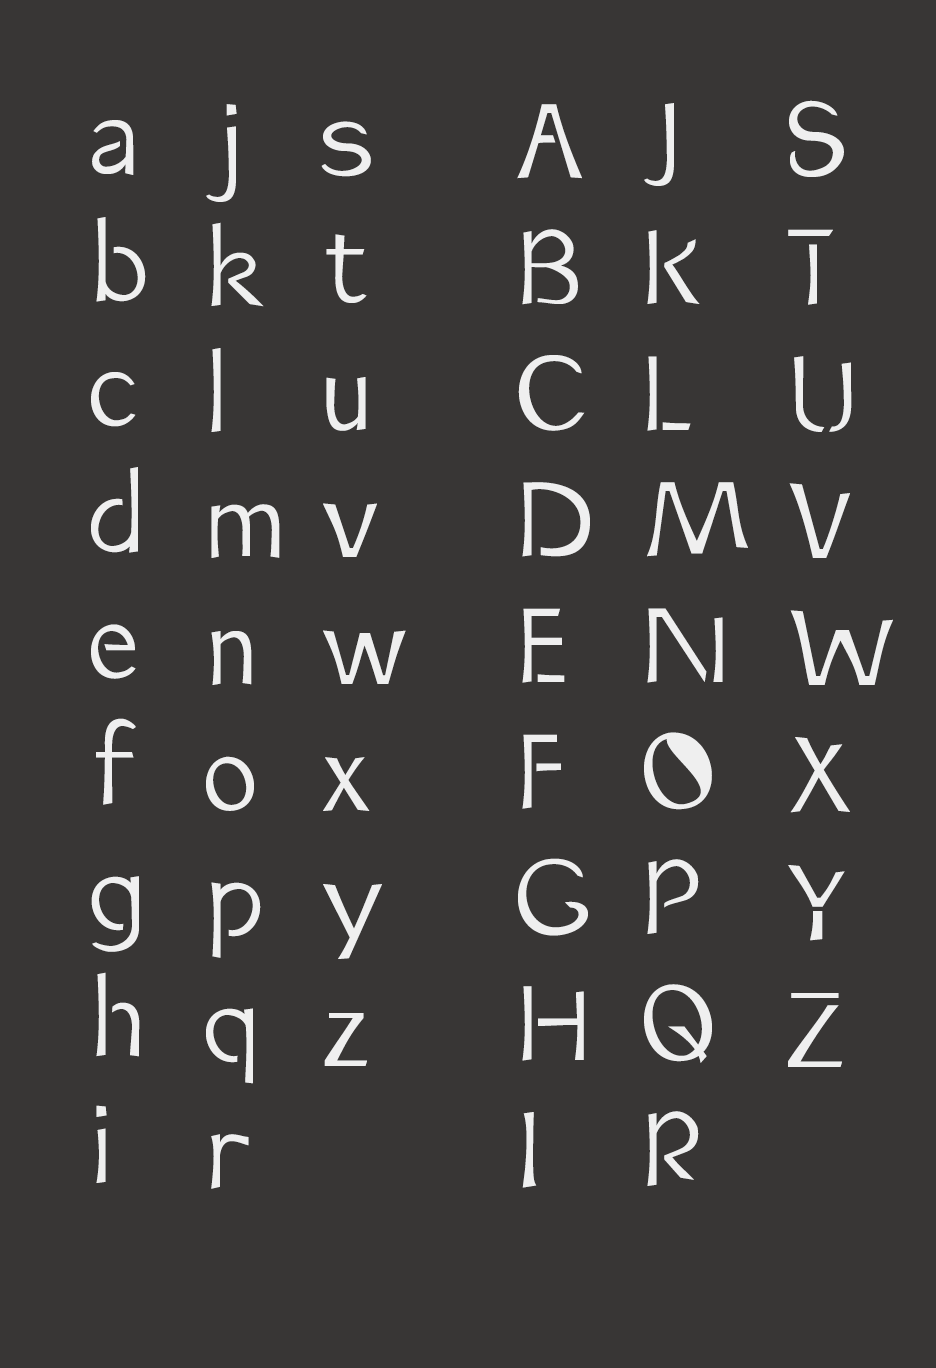 a j s A J S
b k t B K T
c l u C L U
d m v D M V
e n w E N W
f o x F O X
g p y G P Y
h q z H Q Z
i r I R